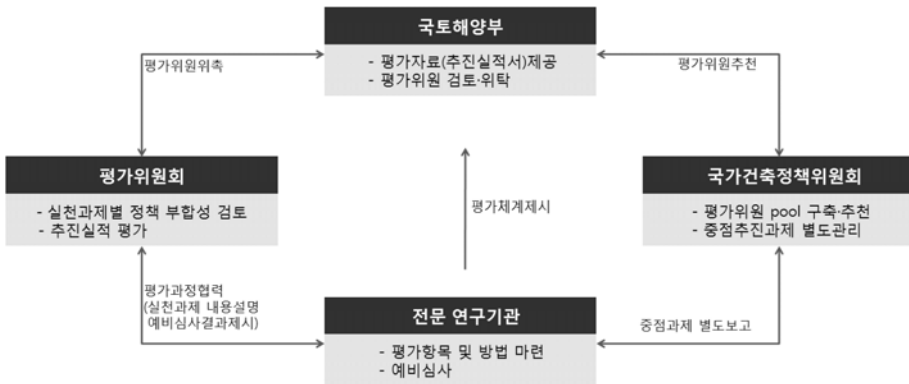 국토해양부
- 평가자료(추진실적서)제공
- 평가위원 검토·위탁
평가위원위촉
평가위원추천
평가위원회
- 실천과제별 정책 부합성 검토
- 추진실적 평가
평가체계제시
국가건축정책위원회
- 평가위원 pool 구축·추천
- 중점추진과제 별도관리
평가과정협력
(실천과제 내용설명
예비심사결과제시)
전문 연구기관
- 평가항목 및 방법 마련
- 예비심사
중점과제 별도보고